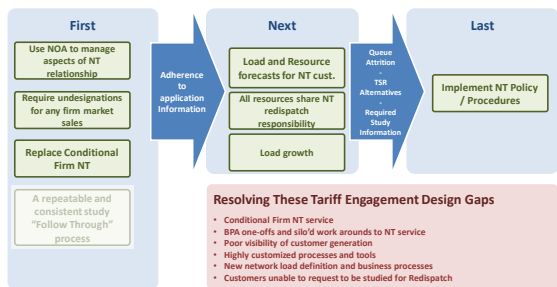 First
Use NOA to manage
aspects of NT
relationship
Require undesignations
for any firm market
sales
Replace Conditional
Firm NT
A repeatable and
consistent study
"Follow Through"
process
Adherence
to
application
Information
Next
Load and Resource
forecasts for NT cust.
All resources share NT
redispatch
responsibility
Load growth
Queue
Attrition
-
TSR
Alternatives
-
Required
Study
Information
Last
Implement NT Policy
/ Procedures
Resolving These Tariff Engagement Design Gaps
• Conditional Firm NT service
• BPA one-offs and silo'd work arounds to NT service
• Poor visibility of customer generation
• Highly customized processes and tools
• New network load definition and business processes
• Customers unable to request to be studied for Redispatch